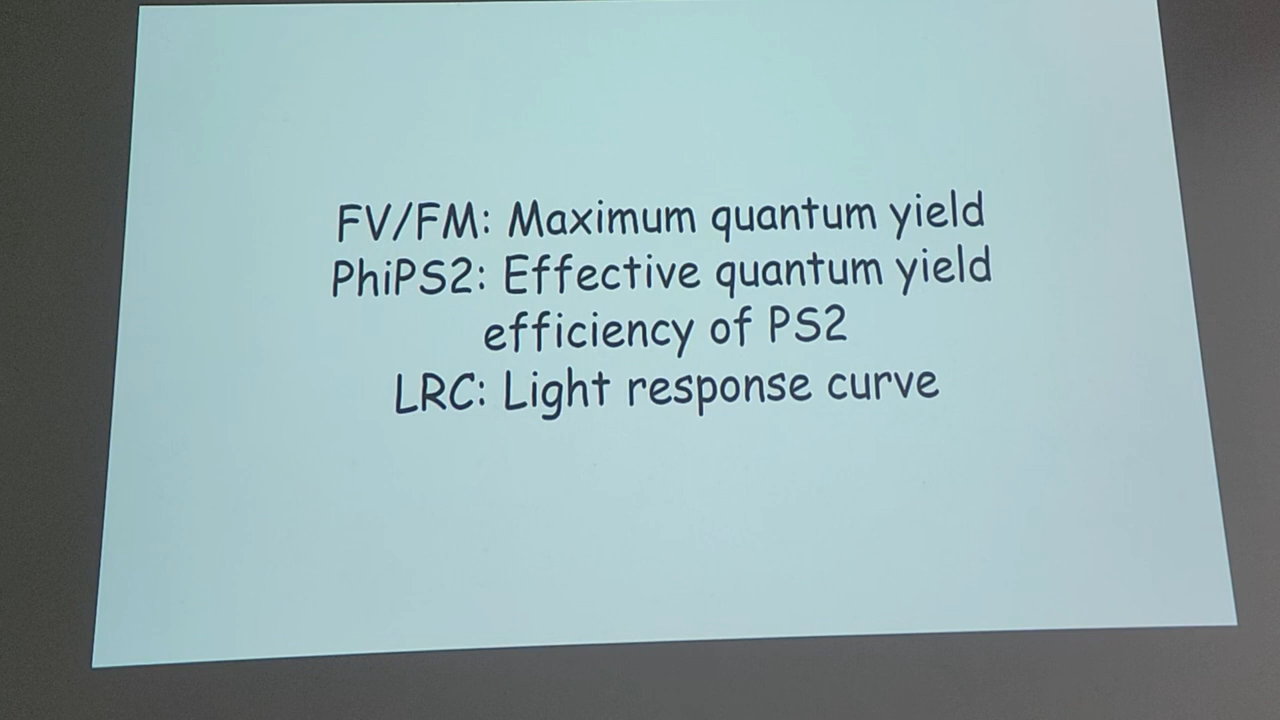 FV/FM: Maximum quantum yield
PhiPS2: Effective quantum yield
efficiency of PS2
LRC: Light response curve